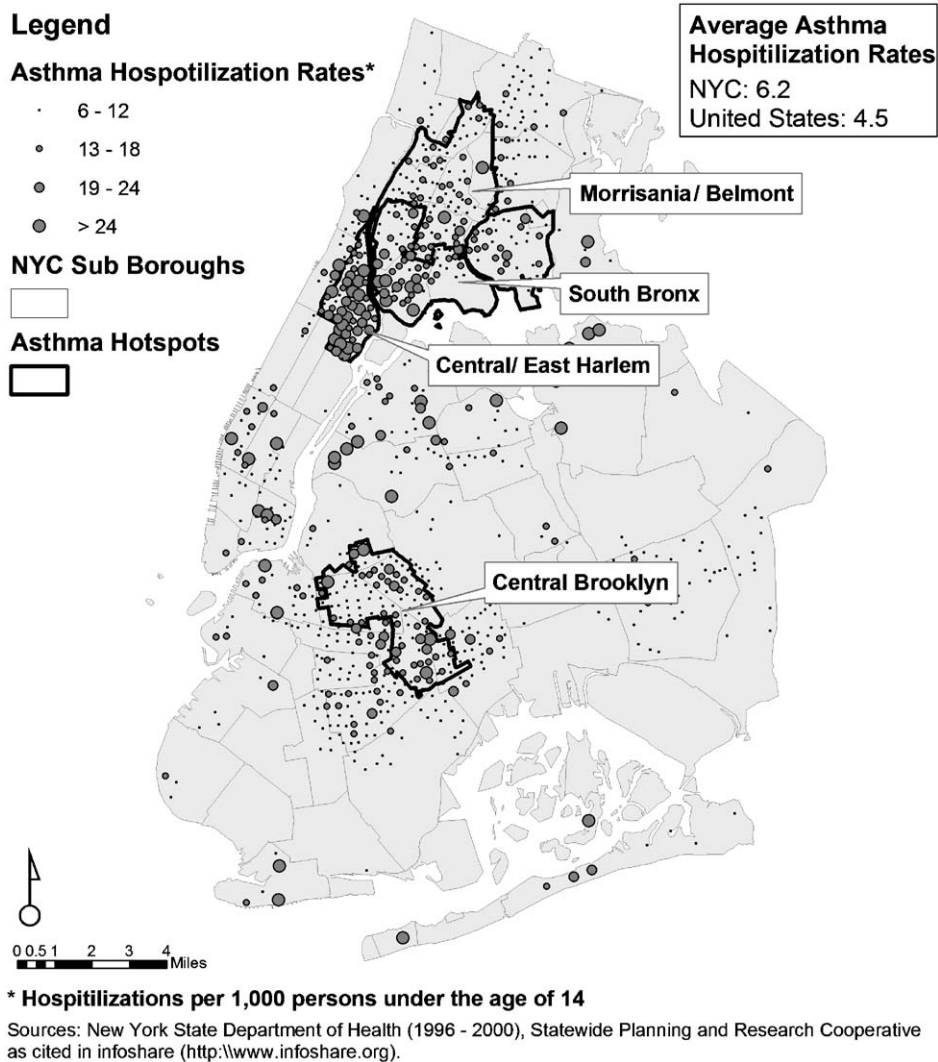 Legend
Asthma Hospotilization Rates*
6 - 12
13 - 18
19 - 24
> 24
NYC Sub Boroughs
Asthma Hotspots
Average Asthma
Hospitilization Rates
NYC: 6.2
United States: 4.5
Morrisania/ Belmont
South Bronx
Central/ East Harlem
Central Brooklyn
0 0.5 1 2 3 4
Miles
* Hospitilizations per 1,000 persons under the age of 14
Sources: New York State Department of Health (1996 - 2000), Statewide Planning and Research Cooperative
as cited in infoshare (http:\\www.infoshare.org).